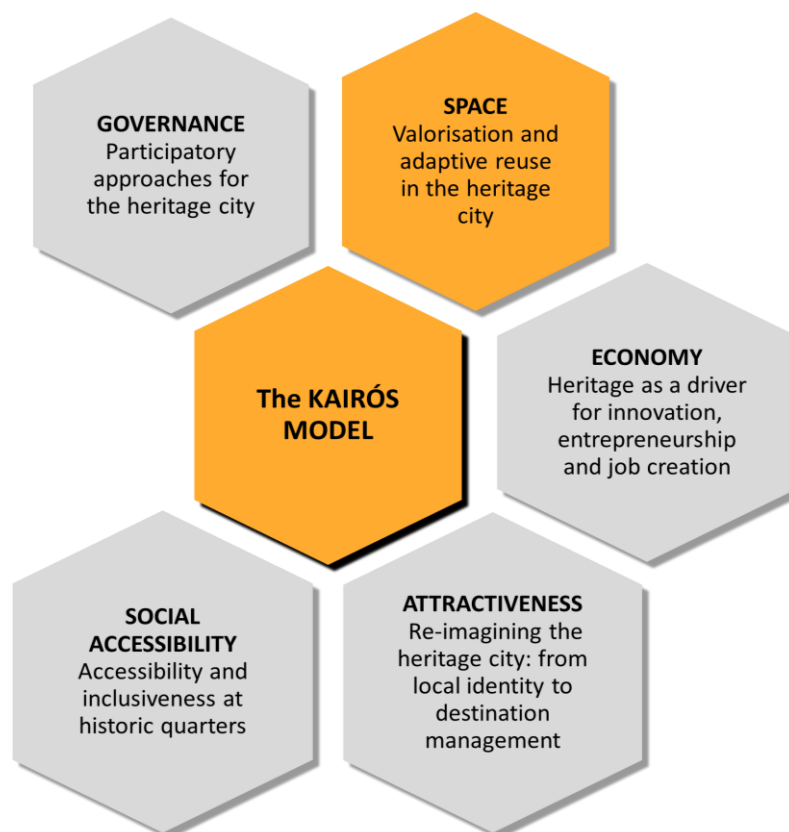 GOVERNANCE
Participatory
approaches for
the heritage city
SPACE
Valorisation and
adaptive reuse
in the heritage
city
The KAIRÓS
MODEL
ECONOMY
Heritage as a driver
for innovation,
entrepreneurship
and job creation
SOCIAL
ACCESSIBILITY
Accessibility and
inclusiveness at
historic quarters
ATTRACTIVENESS
Re-imagining the
heritage city: from
local identity to
destination
management